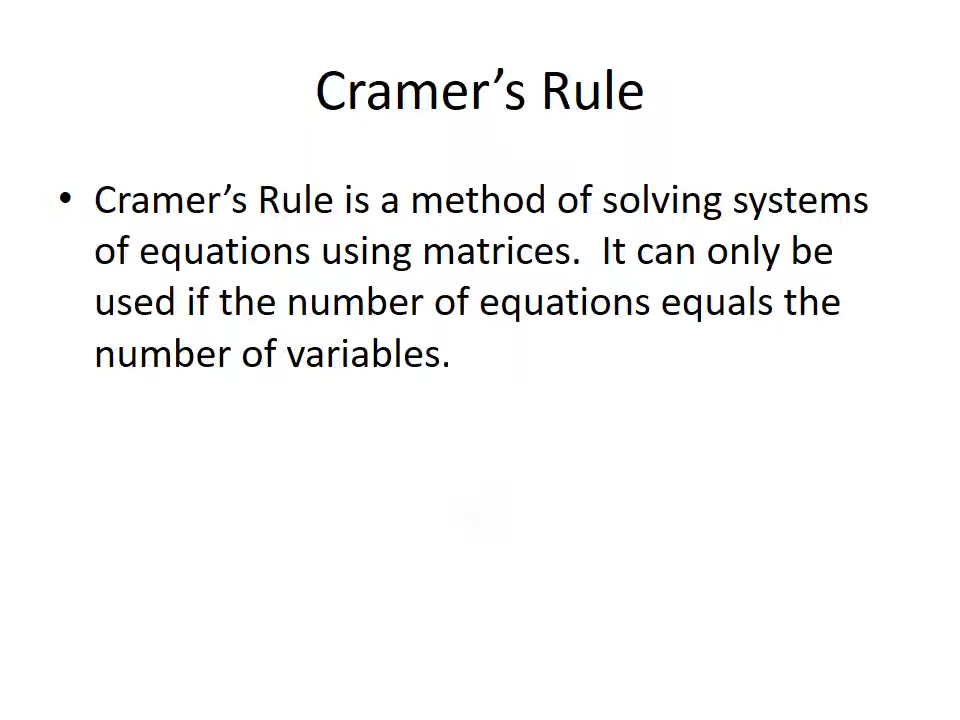 Cramer’s Rule
• Cramer’s Rule is a method of solving systems
of equations using matrices.  It can only be
used if the number of equations equals the
number of variables.